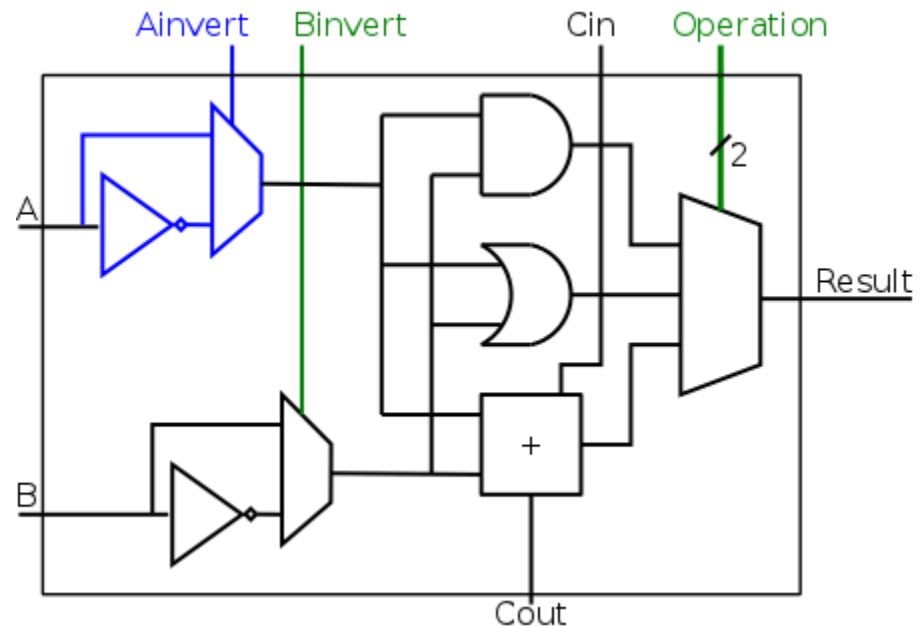 Ainvert
Binvert
Cin
Operation
2
A
Result
+
B
Cout